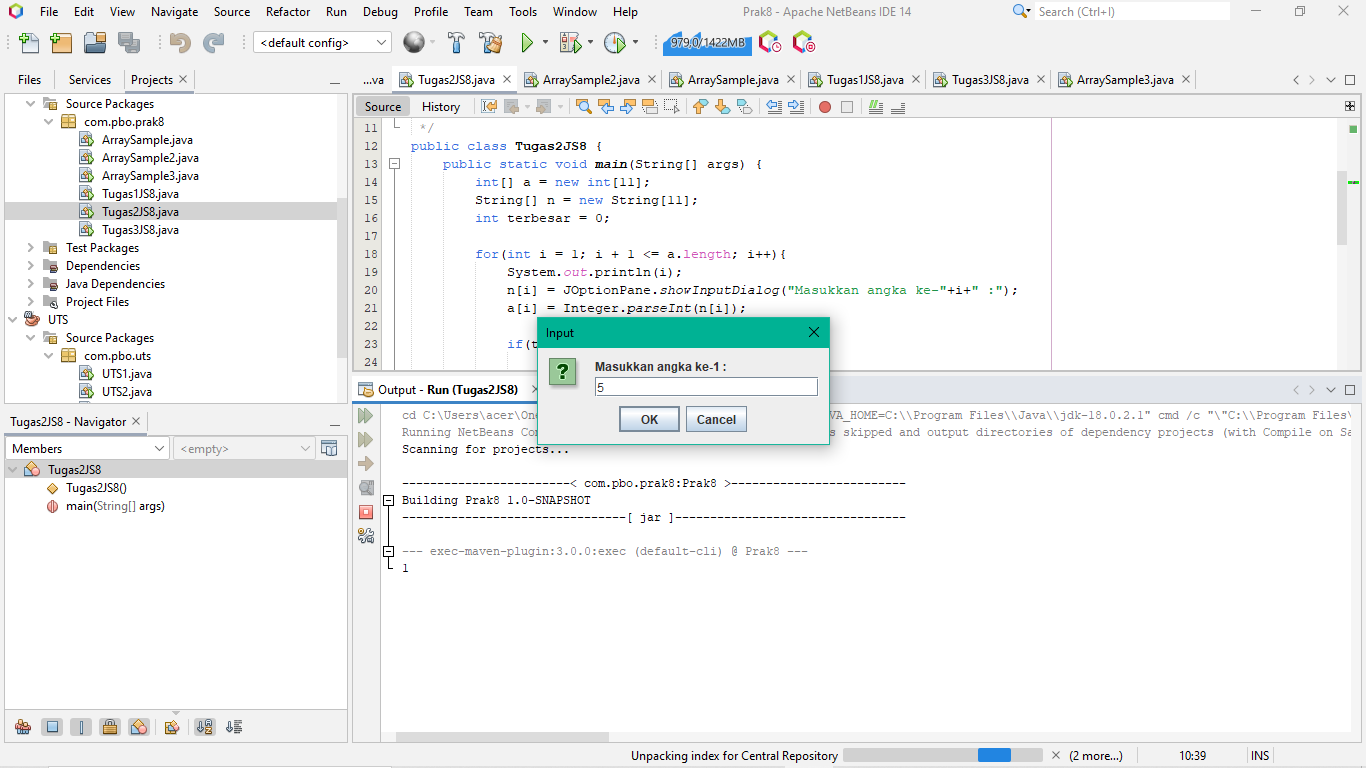 File Edit View Navigate Source Refactor Run Debug Profile Team Tools Window Help
Prak8 - Apache NetBeans IDE 14
Search (Ctrl+I)
<default config>
979,0/1422MB
Files Services Projects
...va Tugas2JS8.java ArraySample2.java ArraySample.java Tugas1JS8.java Tugas3JS8.java ArraySample3.java
Source Packages
com.pbo.prak8
ArraySample.java
ArraySample2.java
ArraySample3.java
Tugas1JS8.java
Tugas2JS8.java
Tugas3JS8.java
Test Packages
Dependencies
Java Dependencies
Project Files
UTS
Source Packages
com.pbo.uts
UTS1.java
UTS2.java
Source History
11 */
12 public class Tugas2JS8 {
13 public static void main(String[] args) {
14 int[] a = new int[11];
15 String[] n = new String[11];
16 int terbesar = 0;
17
18 for(int i = 1; i + 1 <= a.length; i++){
19 System.out.println(i);
20 n[i] = JOptionPane.showInputDialog("Masukkan angka ke-"+i+" :");
21 a[i] = Integer.parseInt(n[i]);
22
23 if(
24
Input
Masukkan angka ke-1 :
5
OK Cancel
Tugas2JS8 - Navigator
Members <empty>
Tugas2JS8
Tugas2JS8()
main(String[] args)
Output - Run (Tugas2JS8)
cd C:\Users\acer\On VA_HOME=C:\\Program Files\\Java\\jdk-18.0.2.1" cmd /c "\"C:\\Program Files\
Running NetBeans Co s skipped and output directories of dependency projects (with Compile on Sa
Scanning for projects...
------------------------< com.pbo.prak8:Prak8 >-------------------------
Building Prak8 1.0-SNAPSHOT
--------------------------------[ jar ]---------------------------------
--- exec-maven-plugin:3.0.0:exec (default-cli) @ Prak8 ---
1
Unpacking index for Central Repository (2 more...) 10:39 INS